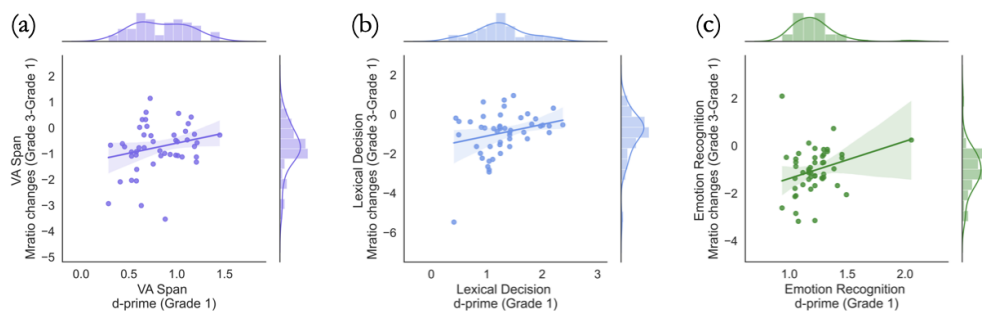 (a)
VA Span
Mratio changes (Grade 3-Grade 1)
2
1
0
−1
−2
−3
−4
−5
0.0 0.5 1.0 1.5
VA Span
d-prime (Grade 1)
(b)
Lexical Decision
Mratio changes (Grade 3-Grade 1)
2
0
−2
−4
−6
0 1 2 3
Lexical Decision
d-prime (Grade 1)
(c)
Emotion Recognition
Mratio changes (Grade 3-Grade 1)
2
0
−2
−4
1.0 1.5 2.0
Emotion Recognition
d-prime (Grade 1)